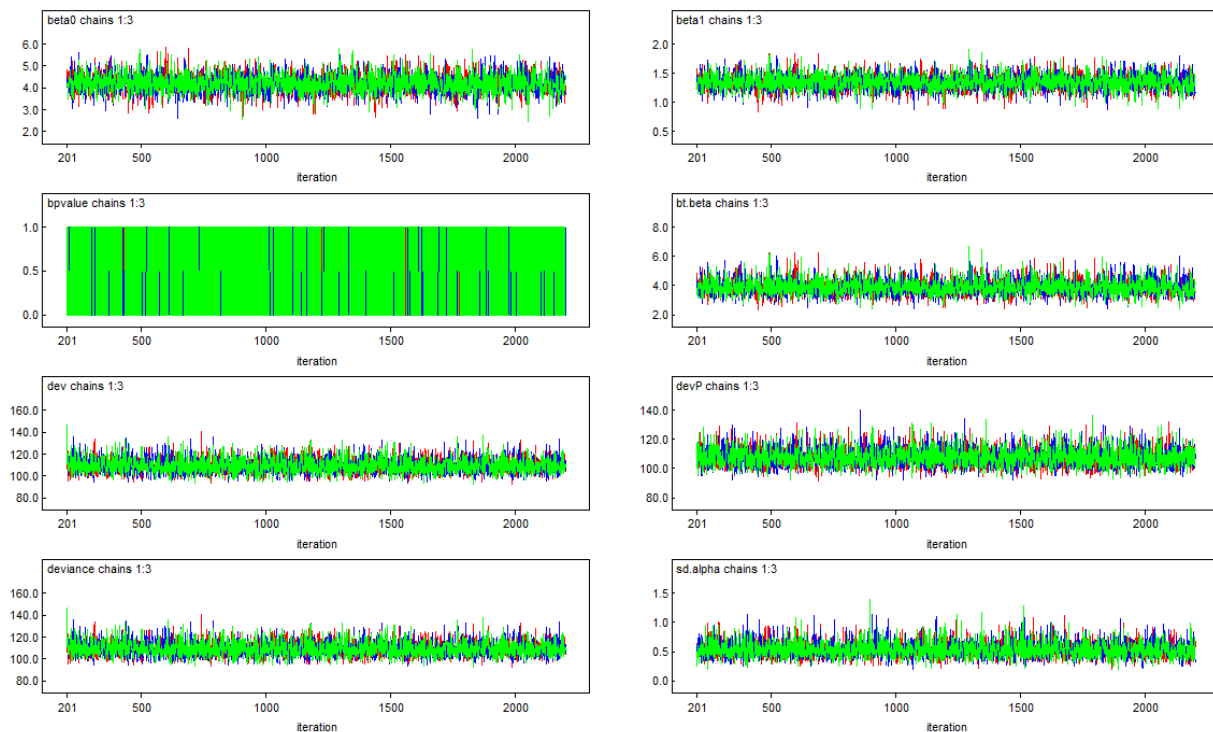 beta0 chains 1:3
6.0
5.0
4.0
3.0
2.0
201 500 1000 1500 2000
iteration
beta1 chains 1:3
2.0
1.5
1.0
0.5
201 500 1000 1500 2000
iteration
bpvalue chains 1:3
1.0
0.5
0.0
201 500 1000 1500 2000
iteration
bt.beta chains 1:3
8.0
6.0
4.0
2.0
201 500 1000 1500 2000
iteration
dev chains 1:3
160.0
140.0
120.0
100.0
80.0
201 500 1000 1500 2000
iteration
devP chains 1:3
140.0
120.0
100.0
80.0
201 500 1000 1500 2000
iteration
deviance chains 1:3
160.0
140.0
120.0
100.0
80.0
201 500 1000 1500 2000
iteration
sd.alpha chains 1:3
1.5
1.0
0.5
0.0
201 500 1000 1500 2000
iteration